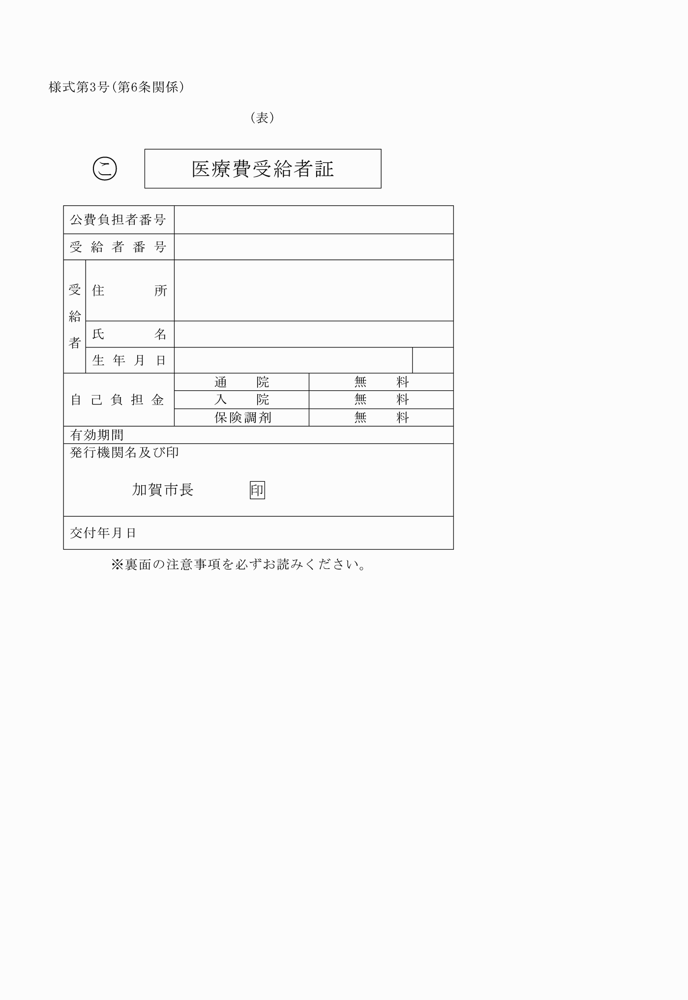 様式第3号(第6条関係)
(表)
㋙ 医療費受給者証
公費負担者番号
受給者番号
受給者
住所
氏名
生年月日
自己負担金
通院 無料
入院 無料
保険調剤 無料
有効期間
発行機関名及び印
加賀市長 印
交付年月日
※裏面の注意事項を必ずお読みください。